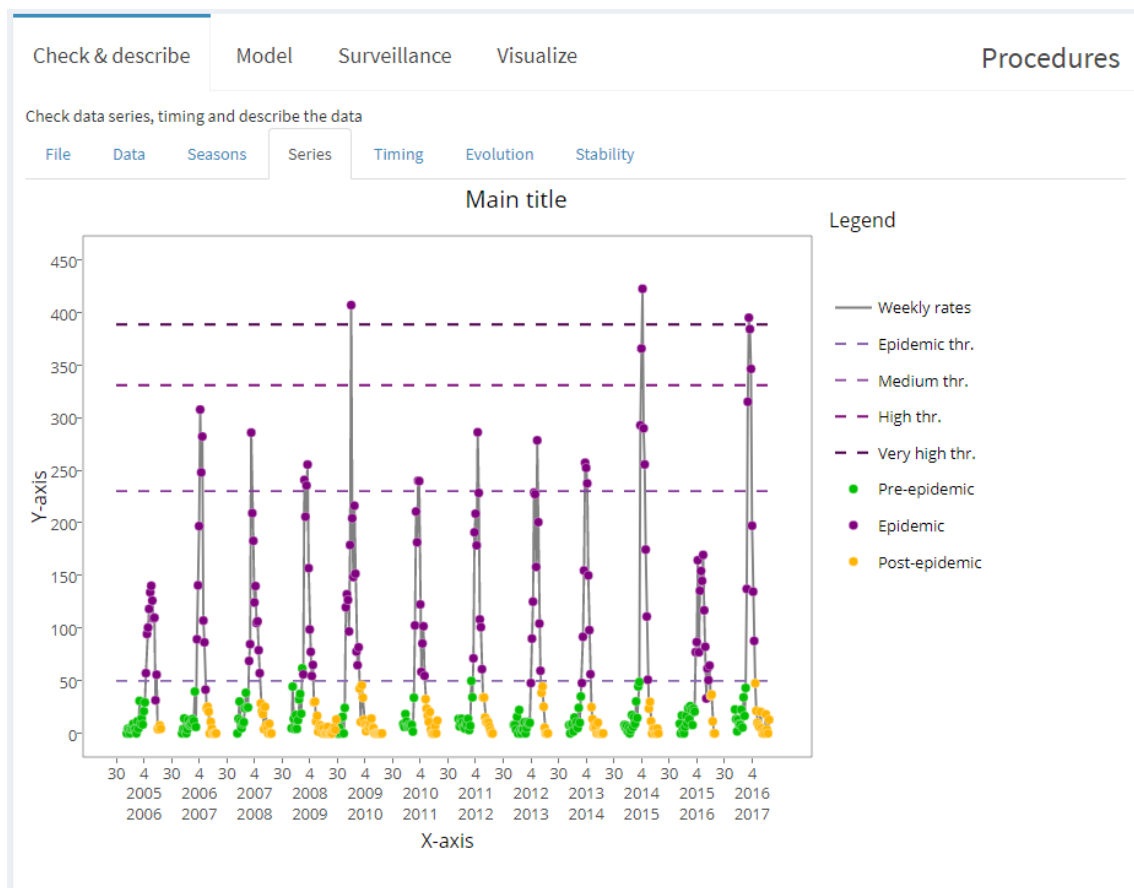 Check & describe Model Surveillance Visualize Procedures
Check data series, timing and describe the data
File Data Seasons Series Timing Evolution Stability
Main title
Legend
450
400
350
300
250
200
150
100
50
0
Y-axis
Weekly rates
Epidemic thr.
Medium thr.
High thr.
Very high thr.
Pre-epidemic
Epidemic
Post-epidemic
30 4 30 4 30 4 30 4 30 4 30 4 30 4 30 4 30 4 30 4 30 4 30 4
2005 2006 2007 2008 2009 2010 2011 2012 2013 2014 2015 2016
2006 2007 2008 2009 2010 2011 2012 2013 2014 2015 2016 2017
X-axis